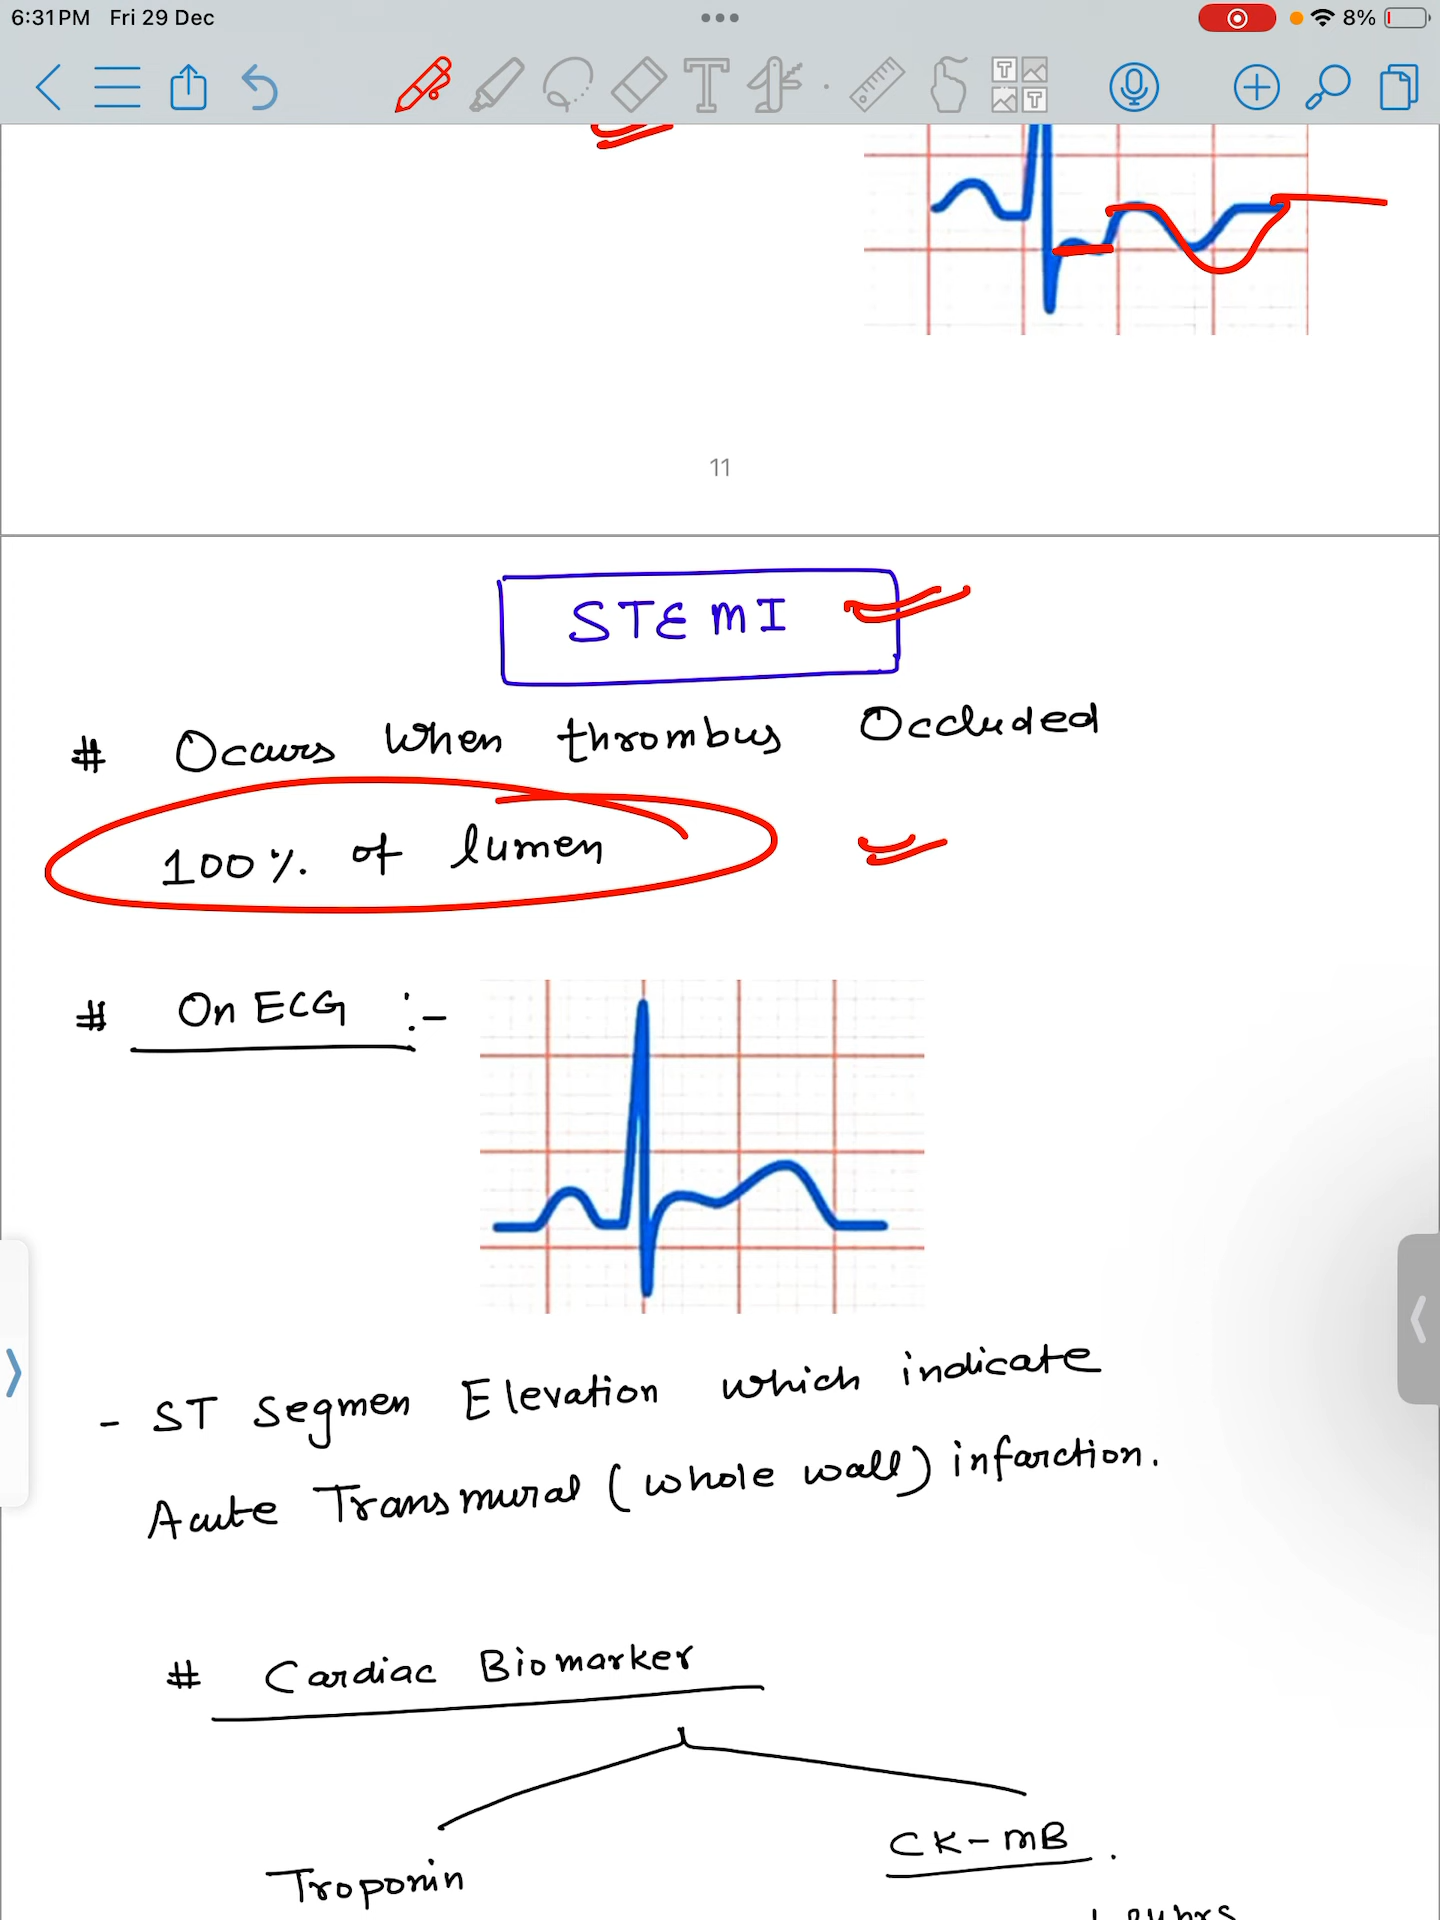 6:31 PM Fri 29 Dec
8%
11
STEMI
# Occurs when thrombus Occluded
100% of lumen
# On ECG :-
- ST Segmen Elevation which indicate
Acute Transmural (whole wall) infarction.
# Cardiac Biomarker
Troponin
CK-MB.